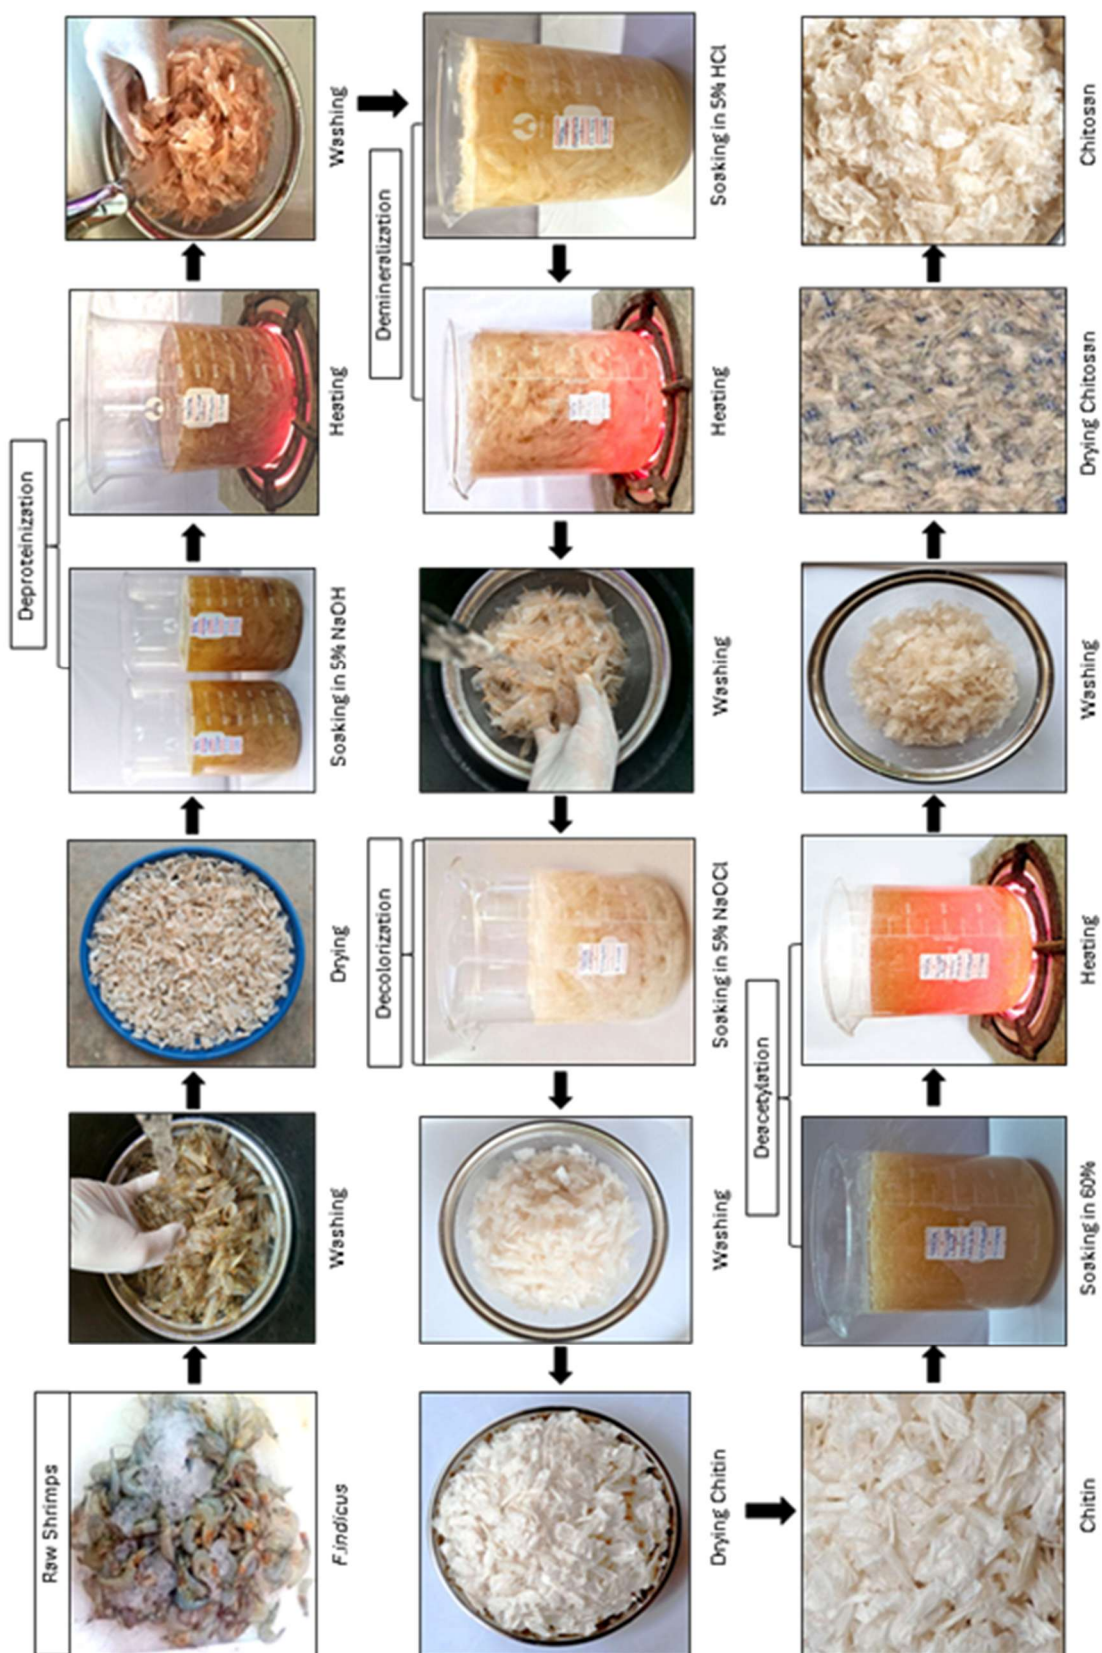 Raw Shrimps
F.indicus
Washing
Drying
Deproteinization
Soaking in 5% NaOH
Heating
Washing
Demineralization
Soaking in 5% HCl
Heating
Washing
Decolorization
Soaking in 5% NaOCl
Washing
Drying Chitin
Chitin
Deacetylation
Soaking in 60%
Heating
Washing
Drying Chitosan
Chitosan